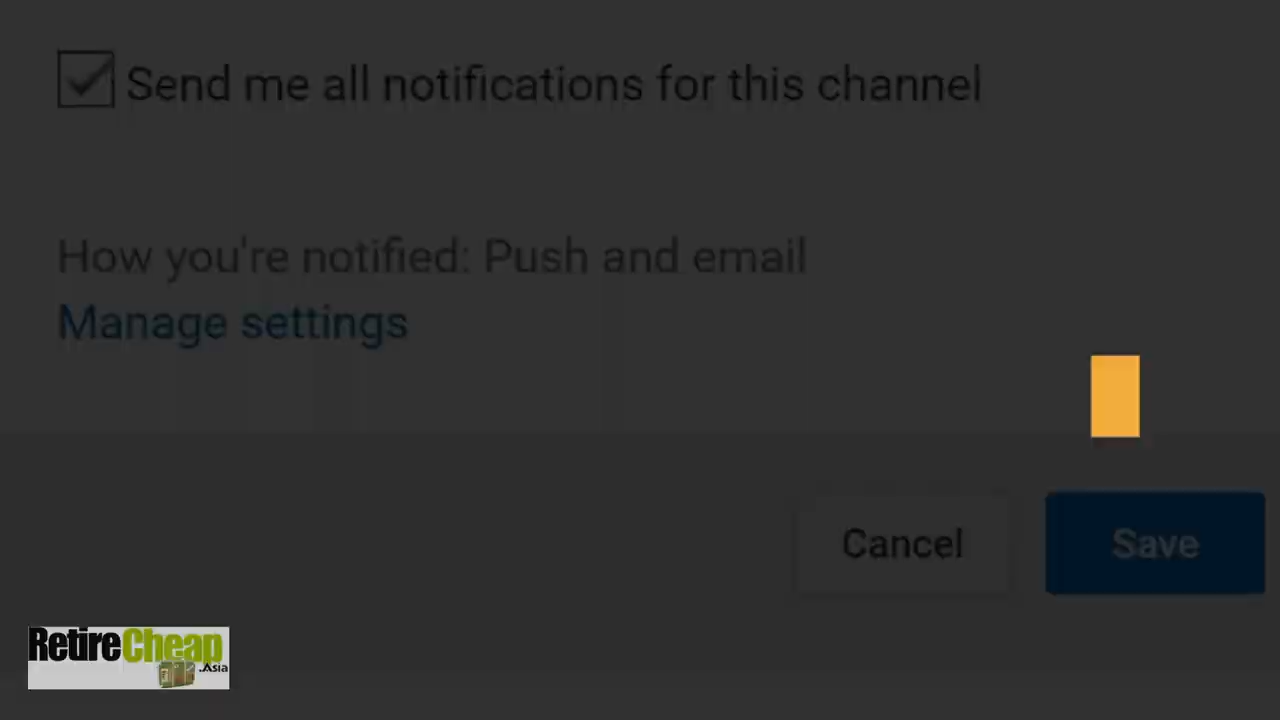 Send me all notifications for this channel
How you're notified: Push and email
Manage settings
Cancel
Save
RetireCheap
.Asia